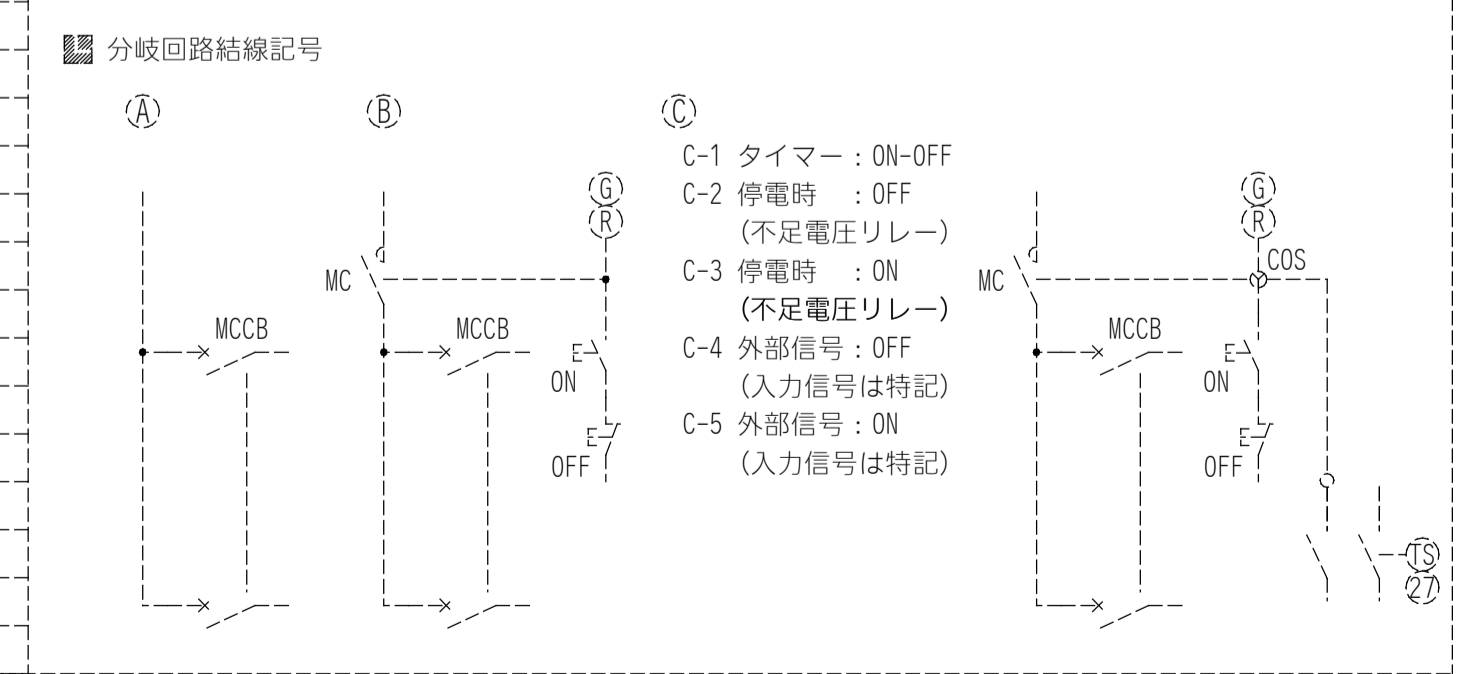 分岐回路結線記号
A
B
C
MCCB
MC
MCCB
G
R
ON
OFF
C-1 タイマー：ON-OFF
C-2 停電時　：OFF
(不足電圧リレー)
C-3 停電時　：ON
(不足電圧リレー)
C-4 外部信号：OFF
(入力信号は特記)
C-5 外部信号：ON
(入力信号は特記)
MC
MCCB
G
R
COS
ON
OFF
TS
27